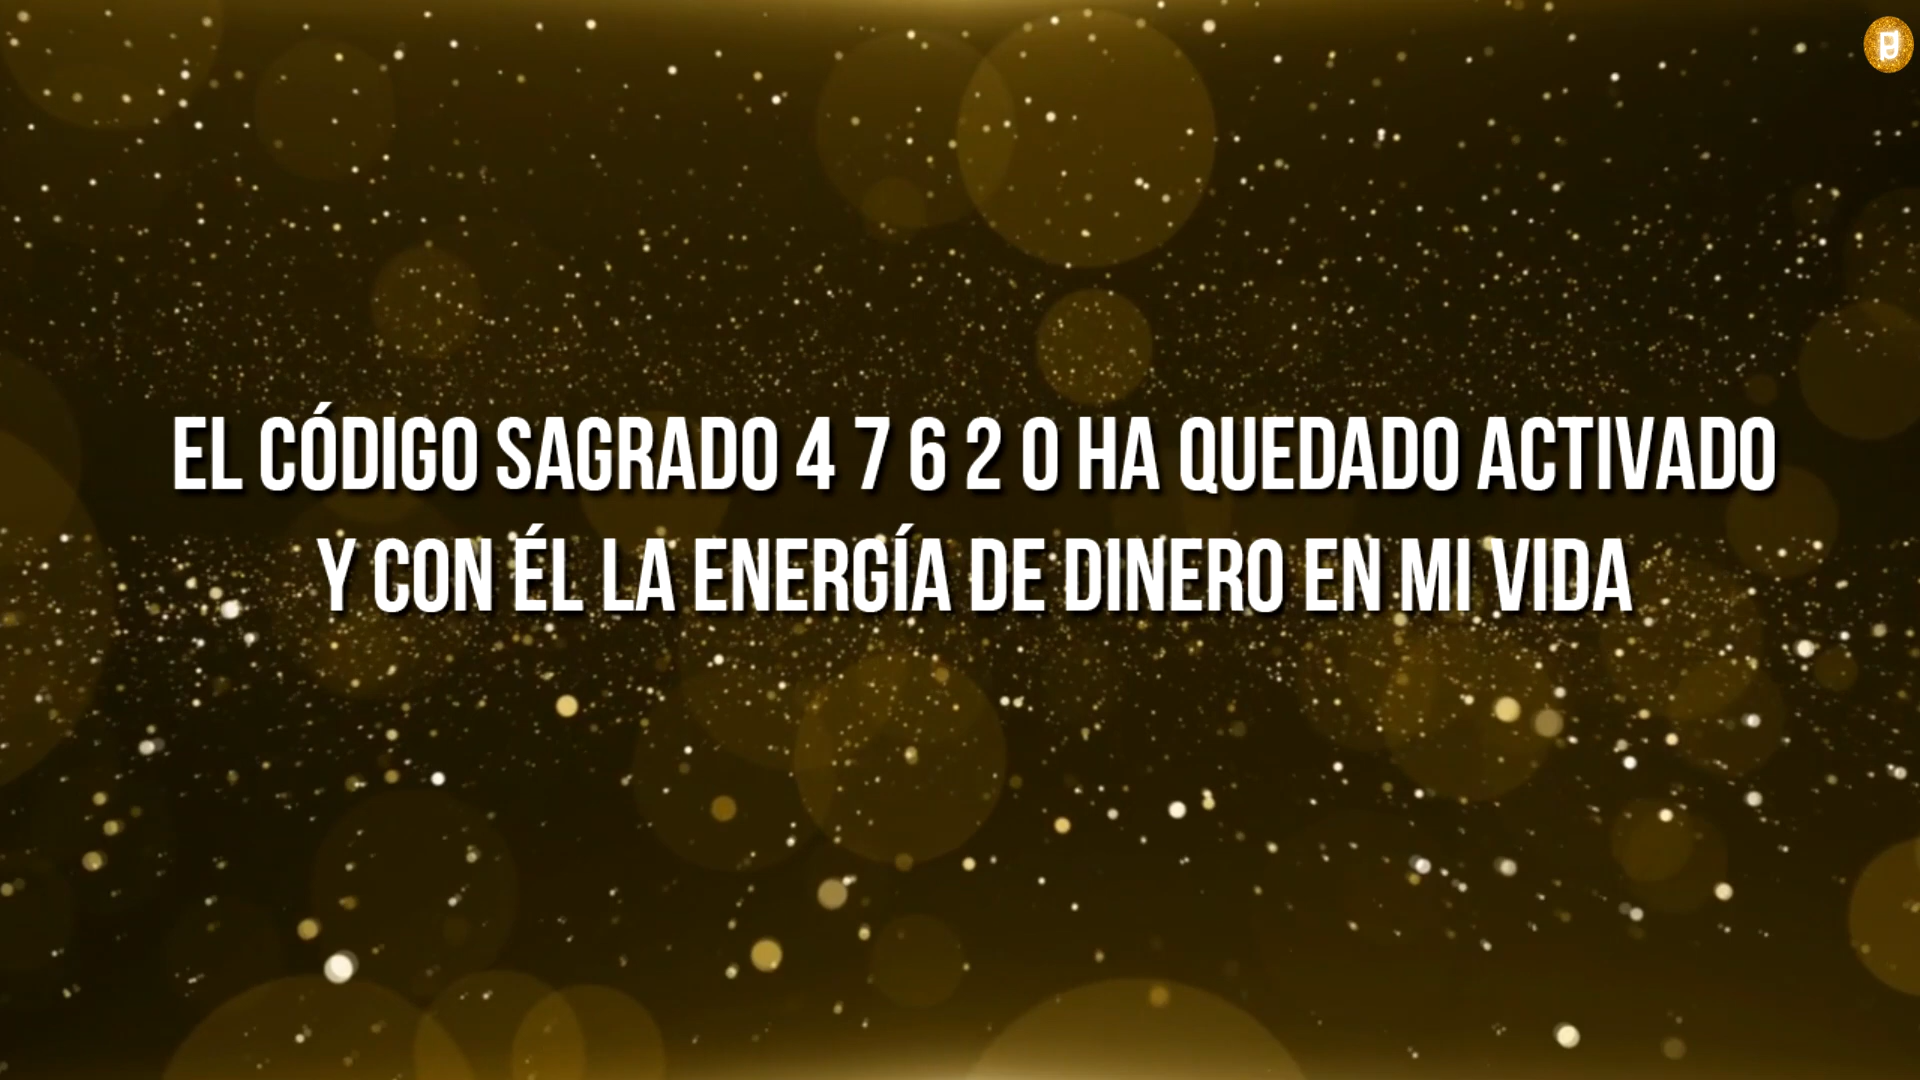 EL CÓDIGO SAGRADO 4 7 6 2 0 HA QUEDADO ACTIVADO
Y CON ÉL LA ENERGÍA DE DINERO EN MI VIDA